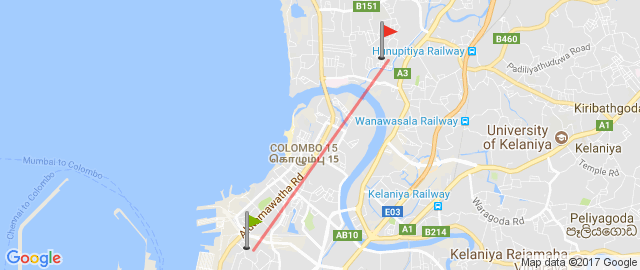 B151
Hunupitiya Railway
B460
A3
Padiliyathuduwa Road
Kiribathgoda
Wanawasala Railway
University
of Kelaniya
A1
COLOMBO 15
கொழும்பு 15
Kelaniya
Mumbai to Colombo
Chennai to Colombo
Temple Rd
Aluthmawatha Rd
Kelaniya Railway
Waragoda Rd
E03
A1
B214
AB10
Peliyagoda
පෑලියගොඩ
Kelaniya Rajamaha
Google
Map data ©2017 Google